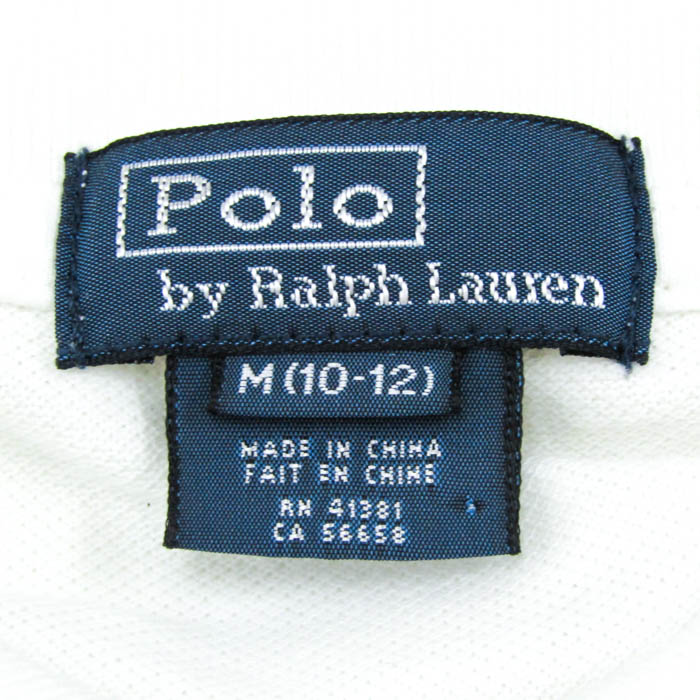 Polo
by Ralph Lauren
M (10-12)
MADE IN CHINA
FAIT EN CHINE
RN 41381
CA 56658